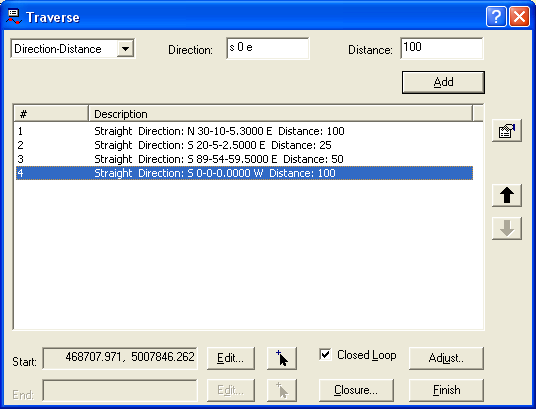 Traverse
Direction-Distance Direction: s 0 e Distance: 100
Add
# Description
1 Straight Direction: N 30-10-5.3000 E Distance: 100
2 Straight Direction: S 20-5-2.5000 E Distance: 25
3 Straight Direction: S 89-54-59.5000 E Distance: 50
4 Straight Direction: S 0-0-0.0000 W Distance: 100
Start: 468707.971, 5007846.262 Edit... Closed Loop Adjust..
End: Edit... Closure... Finish